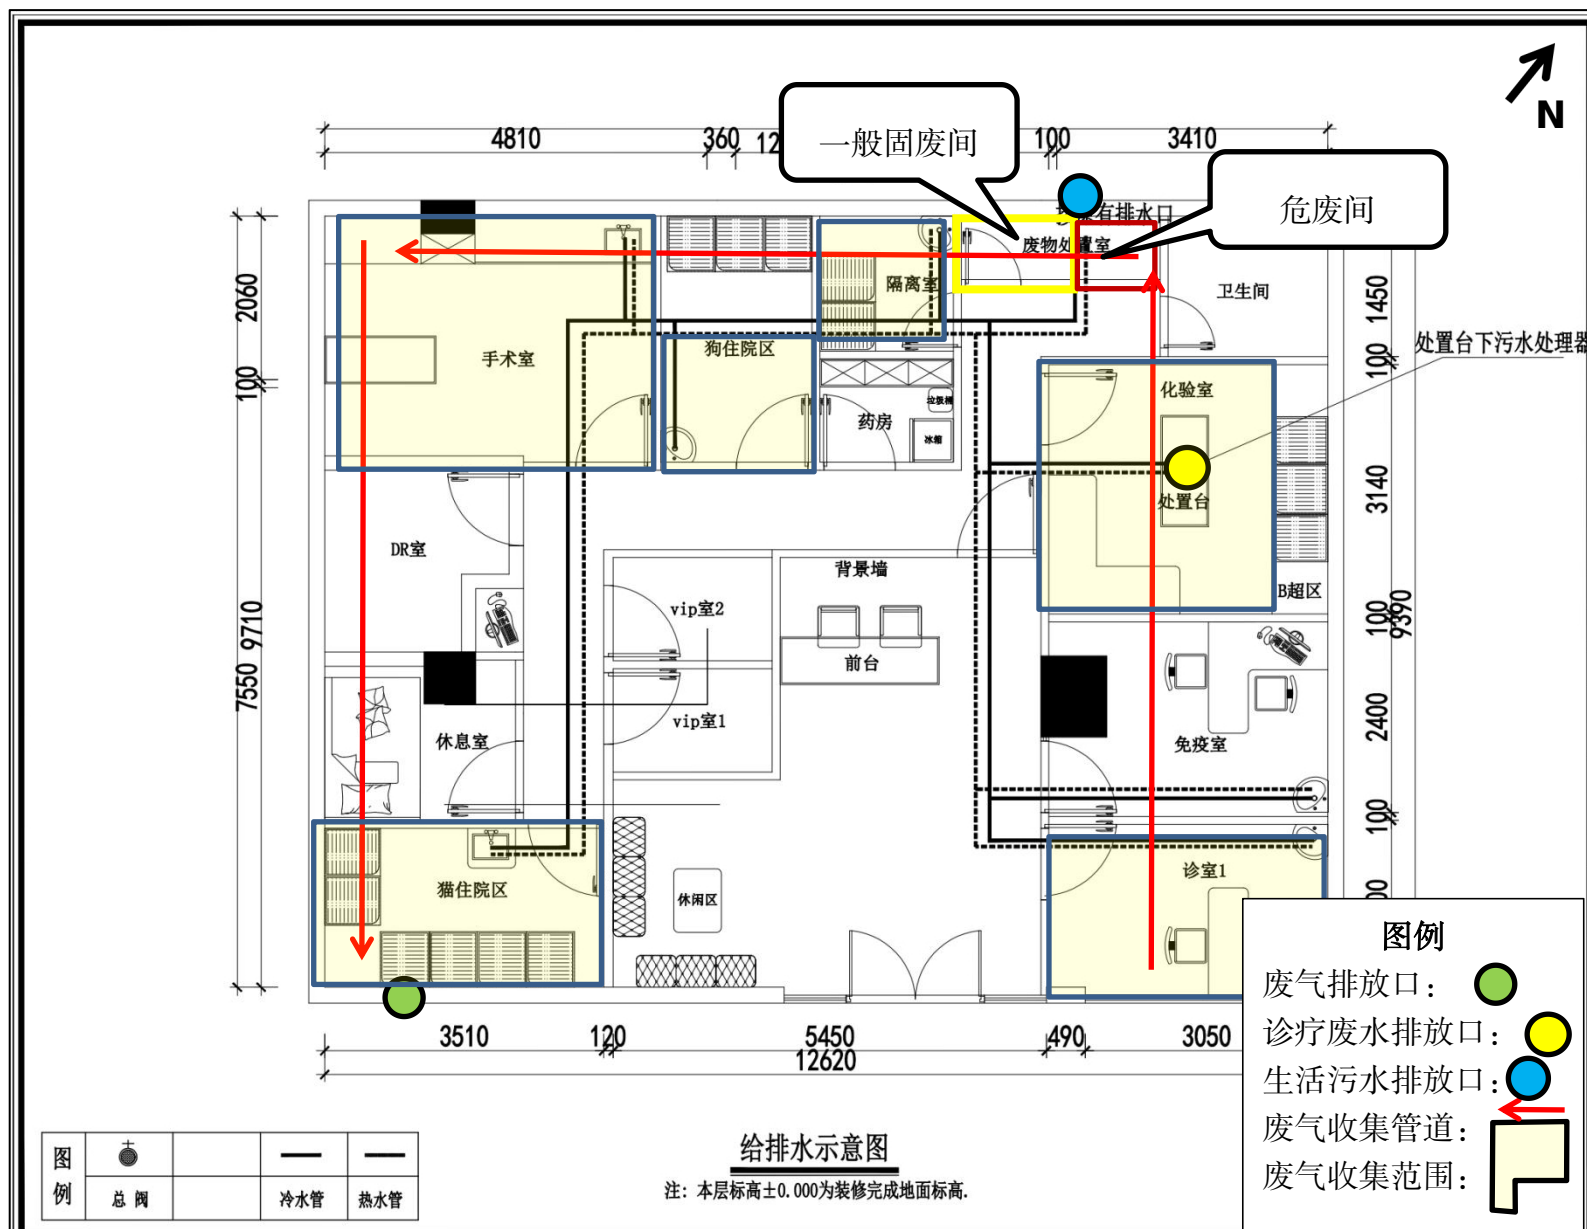 N
4810
360
12
100
3410
一般固废间
危废间
有排水口
废物处置室
隔离室
卫生间
2060
100
7550
9710
1450
100
3140
100
9390
2400
100
处置台下污水处理器
手术室
狗住院区
药房
垃圾桶
冰箱
化验室
处置台
DR室
背景墙
B超区
vip室2
前台
vip室1
休息室
免疫室
猫住院区
休闲区
诊室1
3510
120
5450
490
3050
12620
图例
废气排放口：
诊疗废水排放口：
生活污水排放口：
废气收集管道：
废气收集范围：
图例
总阀
冷水管
热水管
给排水示意图
注: 本层标高±0.000为装修完成地面标高.